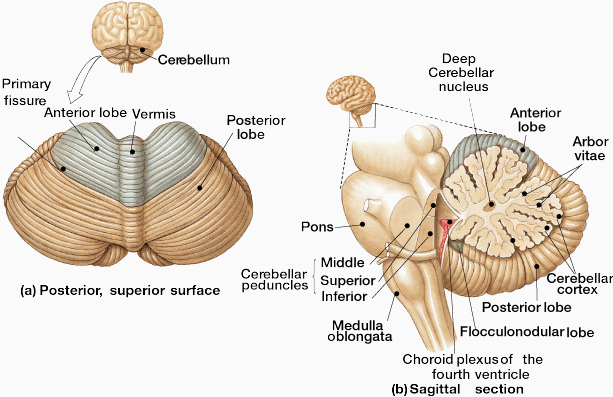 Cerebellum
Primary
fissure
Anterior lobe
Vermis
Posterior
lobe
(a) Posterior, superior surface
Deep
Cerebellar
nucleus
Anterior
lobe
Arbor
vitae
Pons
Cerebellar
peduncles
Middle
Superior
Inferior
Medulla
oblongata
Cerebellar
cortex
Posterior lobe
Flocculonodular lobe
Choroid plexus of the
fourth ventricle
(b) Sagittal section